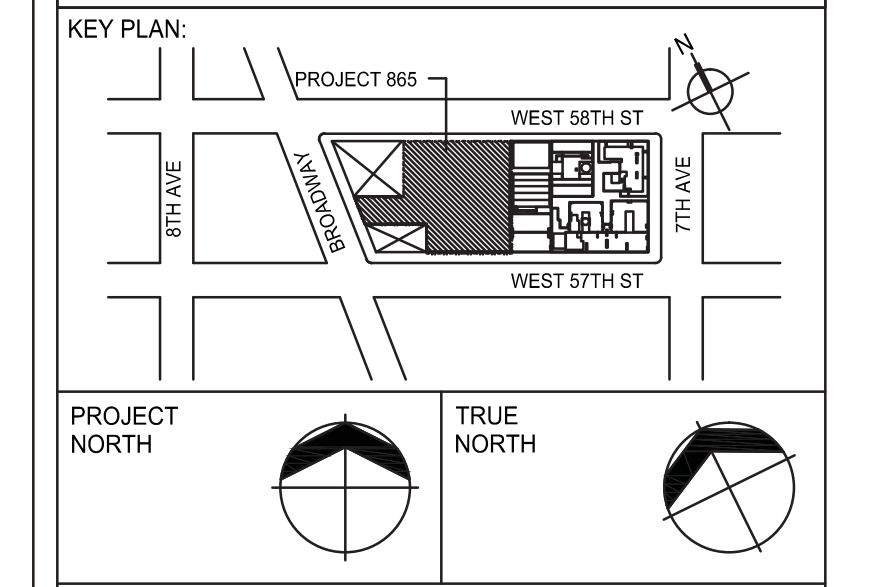 KEY PLAN:
N
PROJECT 865
WEST 58TH ST
8TH AVE
BROADWAY
7TH AVE
WEST 57TH ST
PROJECT
NORTH
TRUE
NORTH